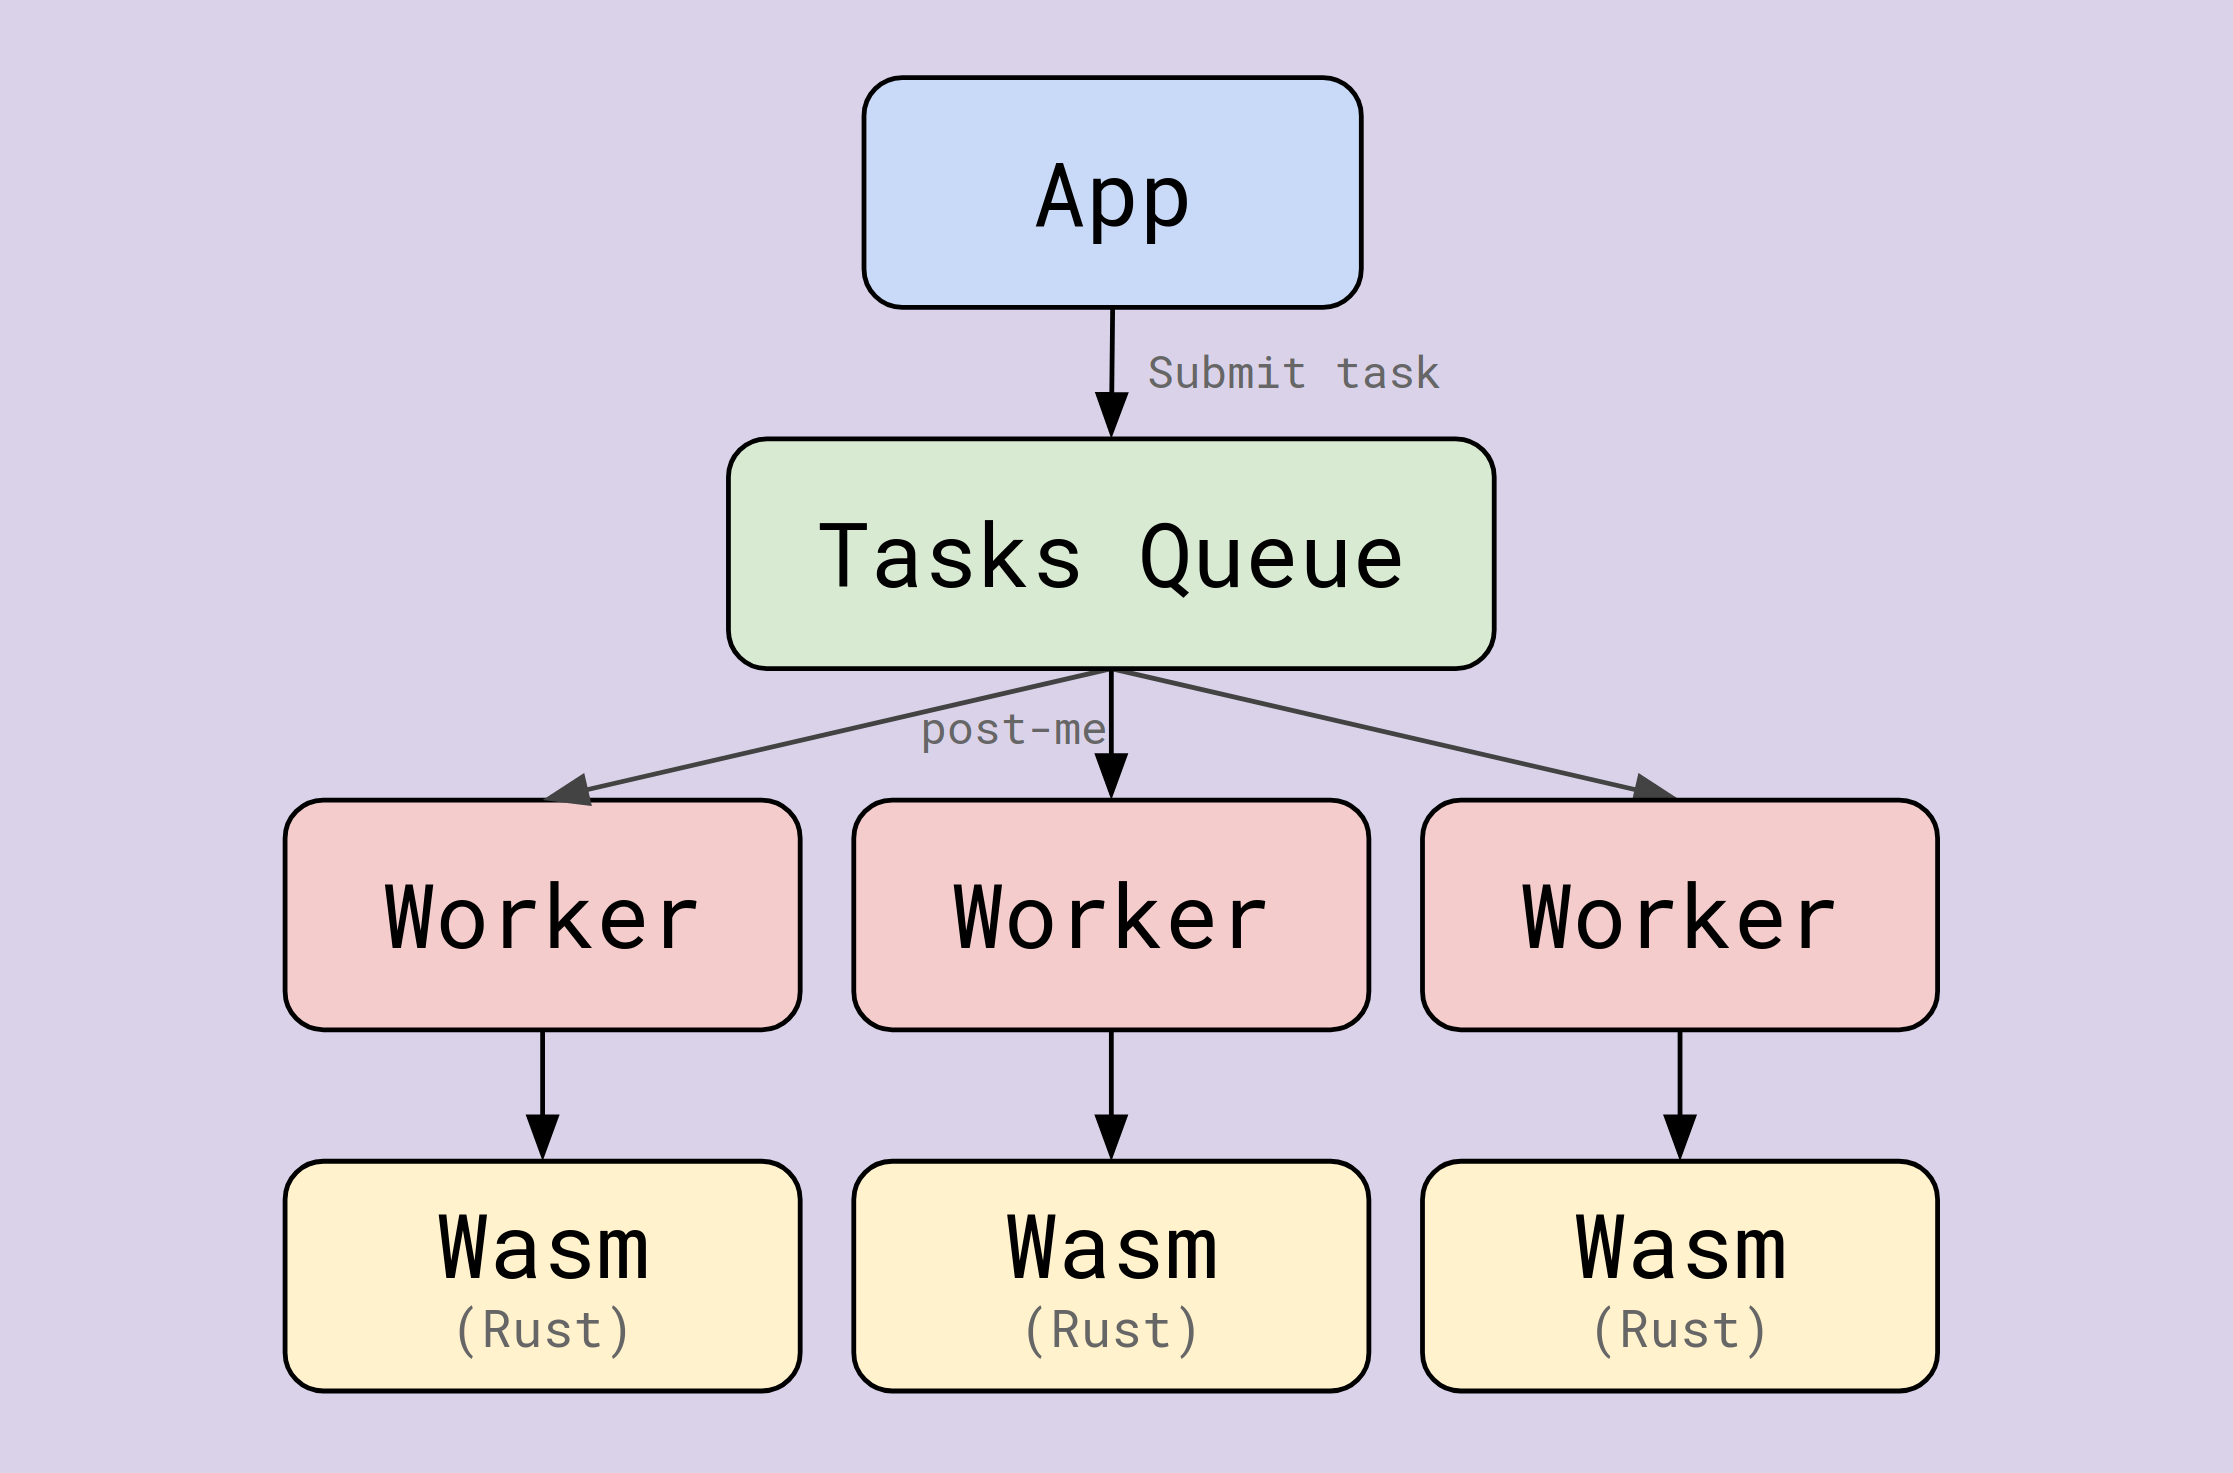 App
Submit task
Tasks Queue
post-me
Worker Worker Worker
Wasm Wasm Wasm
(Rust) (Rust) (Rust)